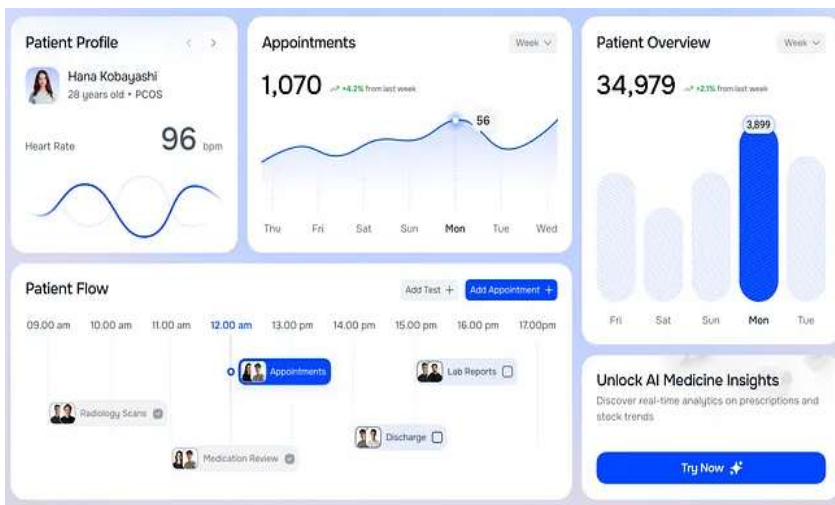 Patient Profile
Hana Kobayashi
28 years old • PCOS
Heart Rate
96 bpm
Appointments
Week
1,070
+4.2% from last week
56
Thu Fri Sat Sun Mon Tue Wed
Patient Overview
Week
34,979
+2.1% from last week
3,899
Fri Sat Sun Mon Tue
Patient Flow
Add Test +
Add Appointment +
09.00 am 10.00 am 11.00 am 12.00 am 13.00 pm 14.00 pm 15.00 pm 16.00 pm 17.00pm
Appointments
Lab Reports
Radiology Scans
Discharge
Medication Review
Unlock AI Medicine Insights
Discover real-time analytics on prescriptions and
stock trends
Try Now